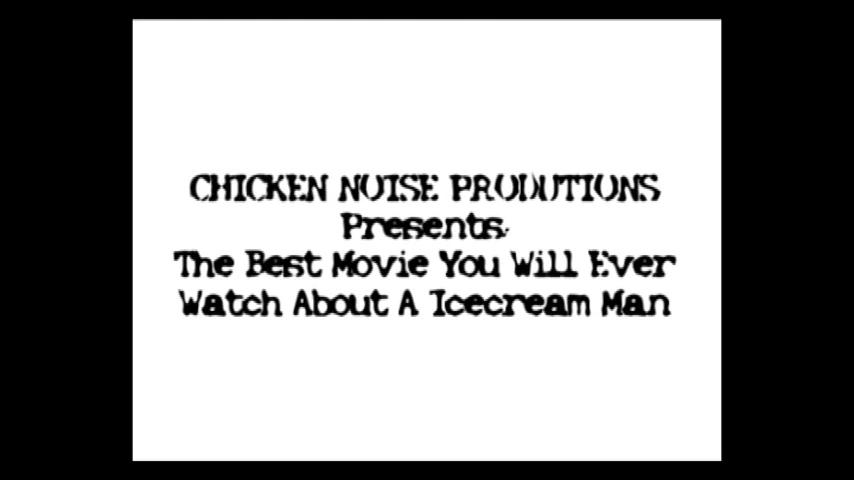 CHICKEN NOISE PRODUTIONS
Presents
The Best Movie You Will Ever
Watch About A Icecream Man